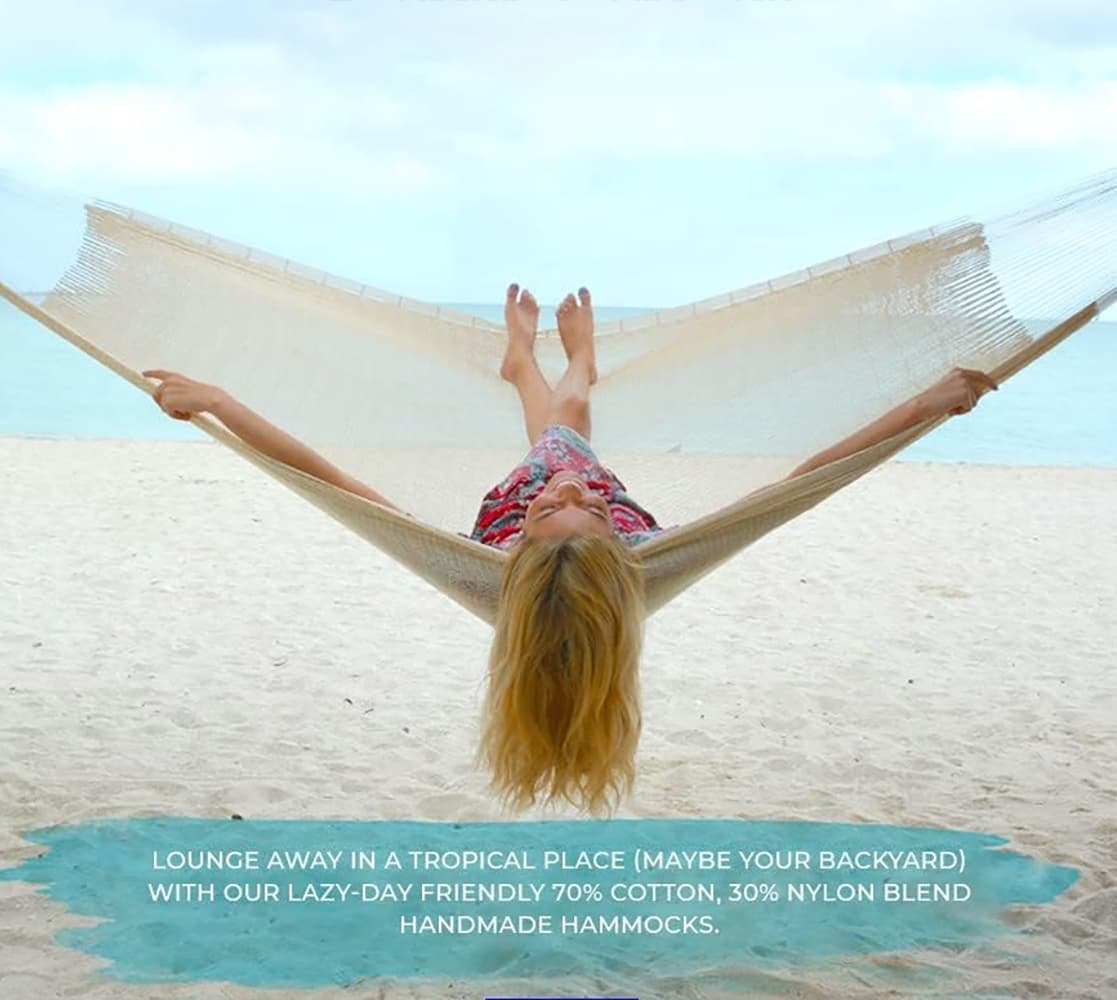 LOUNGE AWAY IN A TROPICAL PLACE (MAYBE YOUR BACKYARD)
WITH OUR LAZY-DAY FRIENDLY 70% COTTON, 30% NYLON BLEND
HANDMADE HAMMOCKS.